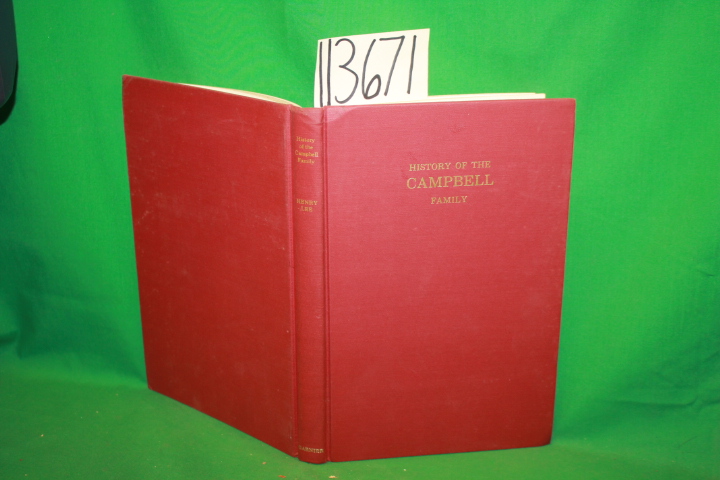 113671
History
of the
Campbell
Family
HENRY
LEE
HISTORY OF THE
CAMPBELL
FAMILY